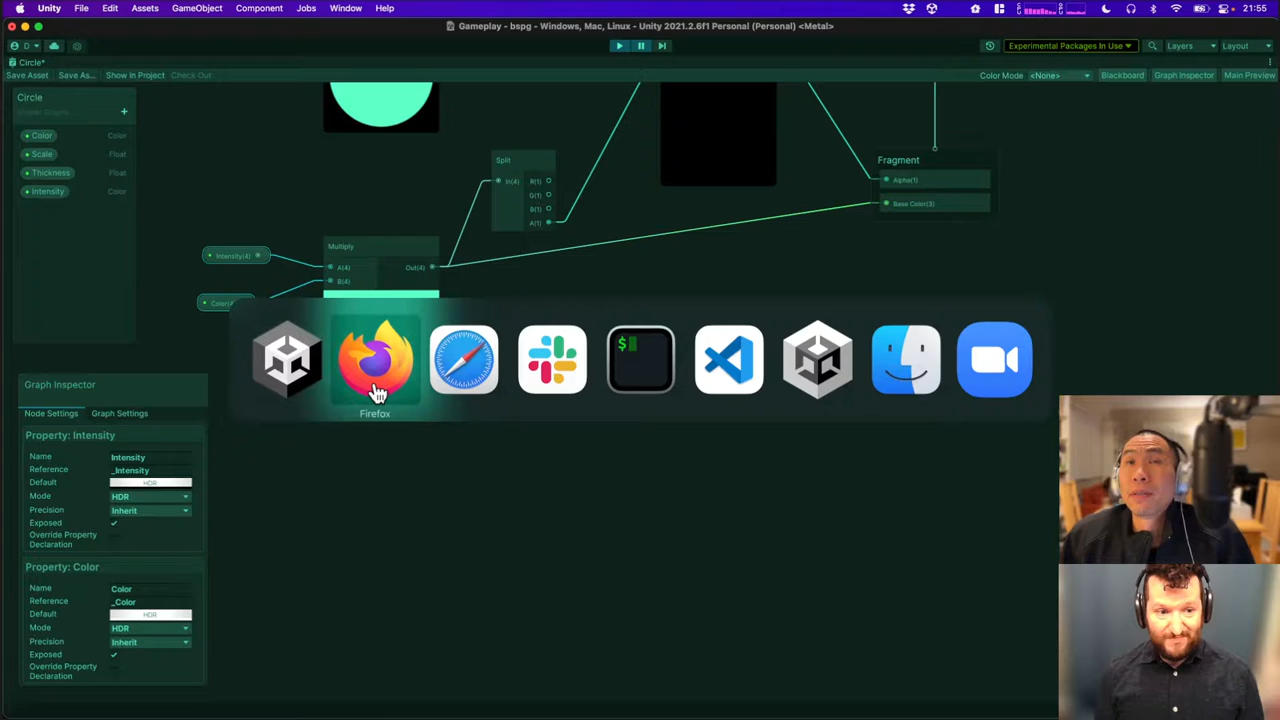 Unity File Edit Assets GameObject Component Jobs Window Help 21:55
Gameplay - bspg - Windows, Mac, Linux - Unity 2021.2.6f1 Personal (Personal) <Metal>
D Experimental Packages In Use Layers Layout
Circle*
Save Asset Save As... Show In Project Check Out Color Mode <None> Blackboard Graph Inspector Main Preview
Circle
Shader Graphs
Color Color
Scale Float
Thickness Float
Intensity Color
Split
In(4) R(1)
G(1)
B(1)
A(1)
Fragment
Alpha(1)
Base Color(3)
Multiply
Intensity(4)
A(4) Out(4)
B(4)
$
Firefox
Graph Inspector
Node Settings Graph Settings
Property: Intensity
Name Intensity
Reference _Intensity
Default HDR
Mode HDR
Precision Inherit
Exposed
Override Property
Declaration
Property: Color
Name Color
Reference _Color
Default HDR
Mode HDR
Precision Inherit
Exposed
Override Property
Declaration